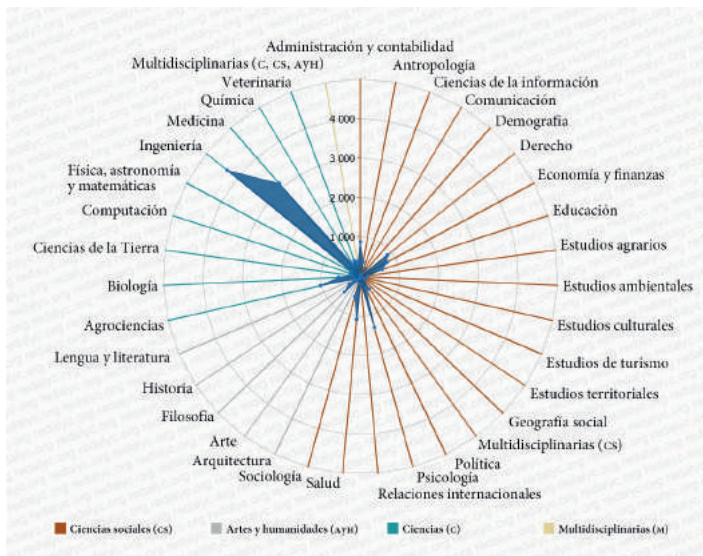 Administración y contabilidad
Antropología
Ciencias de la información
Comunicación
Demografía
Derecho
Economía y finanzas
Educación
Estudios agrarios
Estudios ambientales
Estudios culturales
Estudios de turismo
Estudios territoriales
Geografía social
Multidisciplinarias (CS)
Política
Psicología
Relaciones internacionales
Salud
Sociología
Arquitectura
Arte
Filosofía
Historia
Lengua y literatura
Agrociencias
Biología
Ciencias de la Tierra
Computación
Física, astronomía
y matemáticas
Ingeniería
Medicina
Química
Veterinaria
Multidisciplinarias (C, CS, AyH)
4 000
3 000
2 000
1 000
Ciencias sociales (CS)
Artes y humanidades (AyH)
Ciencias (C)
Multidisciplinarias (M)